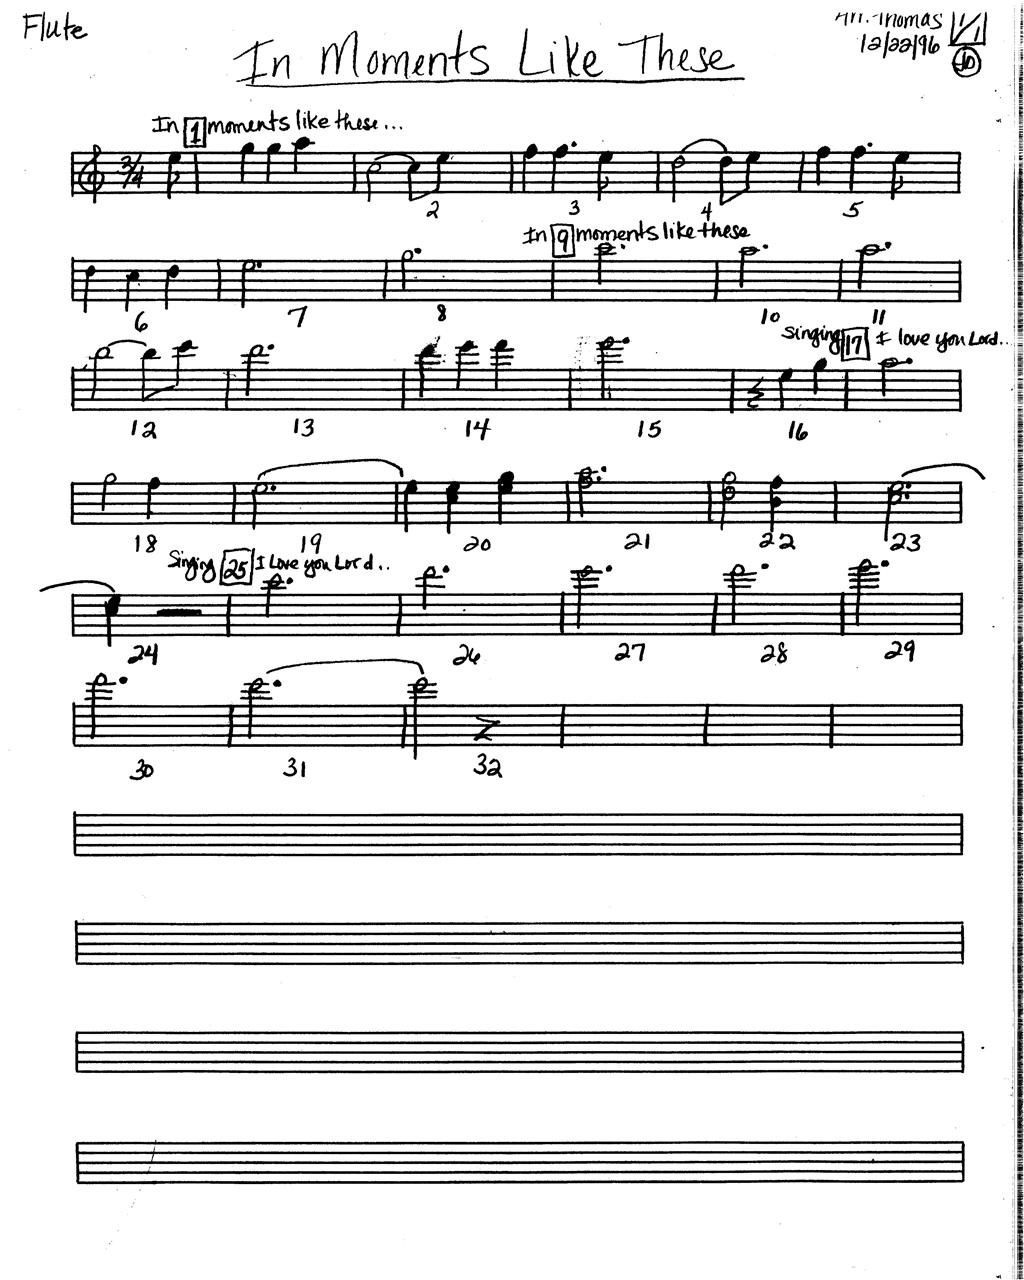 Flute
Arr. Thomas 1/1
12/22/96
In Moments Like These
In 1 moments like these...
3/4
2 3 4 5
In 9 moments like these
6 7 8 10 11
Singing 17 I love you Lord..
12 13 14 15 16
18 19 20 21 22 23
Singing 25 I Love you Lord..
24 26 27 28 29
30 31 32